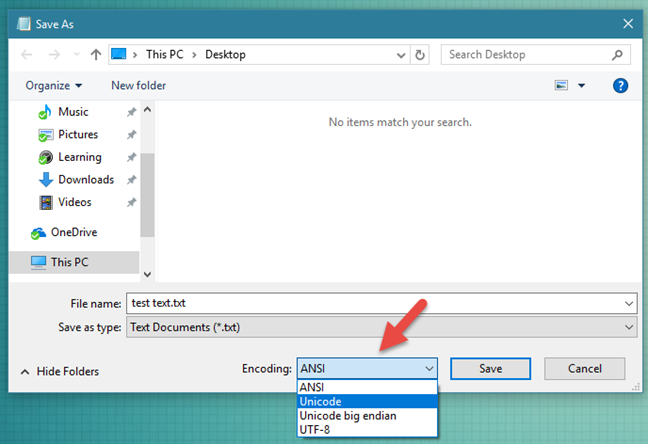 Save As
This PC > Desktop
Search Desktop
Organize
New folder
Music
Pictures
Learning
Downloads
Videos
OneDrive
This PC
No items match your search.
File name: test text.txt
Save as type: Text Documents (*.txt)
Hide Folders
Encoding: ANSI
Save
Cancel
ANSI
Unicode
Unicode big endian
UTF-8